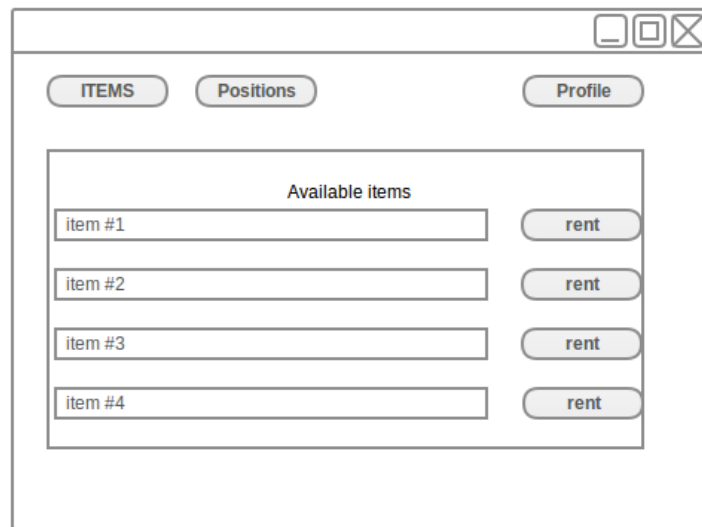 ITEMS Positions Profile
Available items
item #1 rent
item #2 rent
item #3 rent
item #4 rent